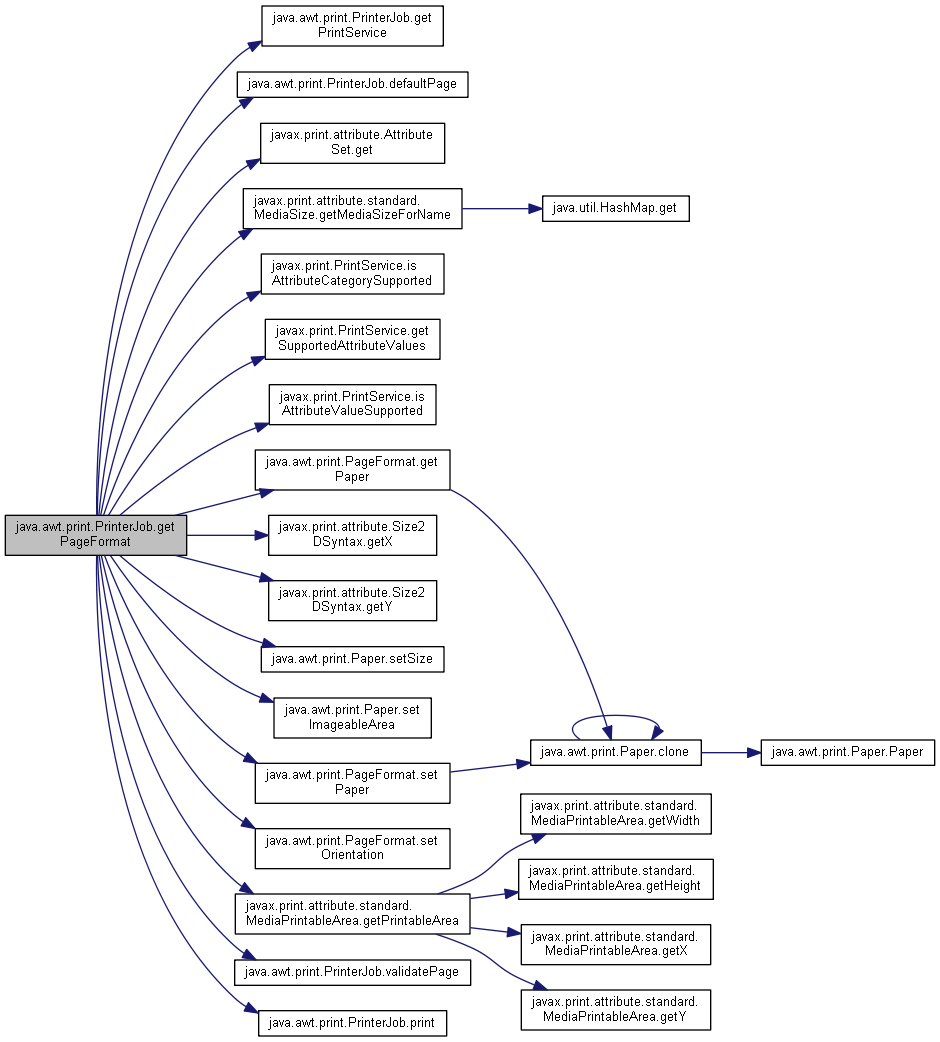 java.awt.print.PrinterJob.get
PageFormat
java.awt.print.PrinterJob.get
PrintService
java.awt.print.PrinterJob.defaultPage
javax.print.attribute.Attribute
Set.get
javax.print.attribute.standard.
MediaSize.getMediaSizeForName
java.util.HashMap.get
javax.print.PrintService.is
AttributeCategorySupported
javax.print.PrintService.get
SupportedAttributeValues
javax.print.PrintService.is
AttributeValueSupported
java.awt.print.PageFormat.get
Paper
javax.print.attribute.Size2
DSyntax.getX
javax.print.attribute.Size2
DSyntax.getY
java.awt.print.Paper.setSize
java.awt.print.Paper.set
ImageableArea
java.awt.print.PageFormat.set
Paper
java.awt.print.Paper.clone
java.awt.print.Paper.Paper
java.awt.print.PageFormat.set
Orientation
javax.print.attribute.standard.
MediaPrintableArea.getPrintableArea
javax.print.attribute.standard.
MediaPrintableArea.getWidth
javax.print.attribute.standard.
MediaPrintableArea.getHeight
javax.print.attribute.standard.
MediaPrintableArea.getX
javax.print.attribute.standard.
MediaPrintableArea.getY
java.awt.print.PrinterJob.validatePage
java.awt.print.PrinterJob.print